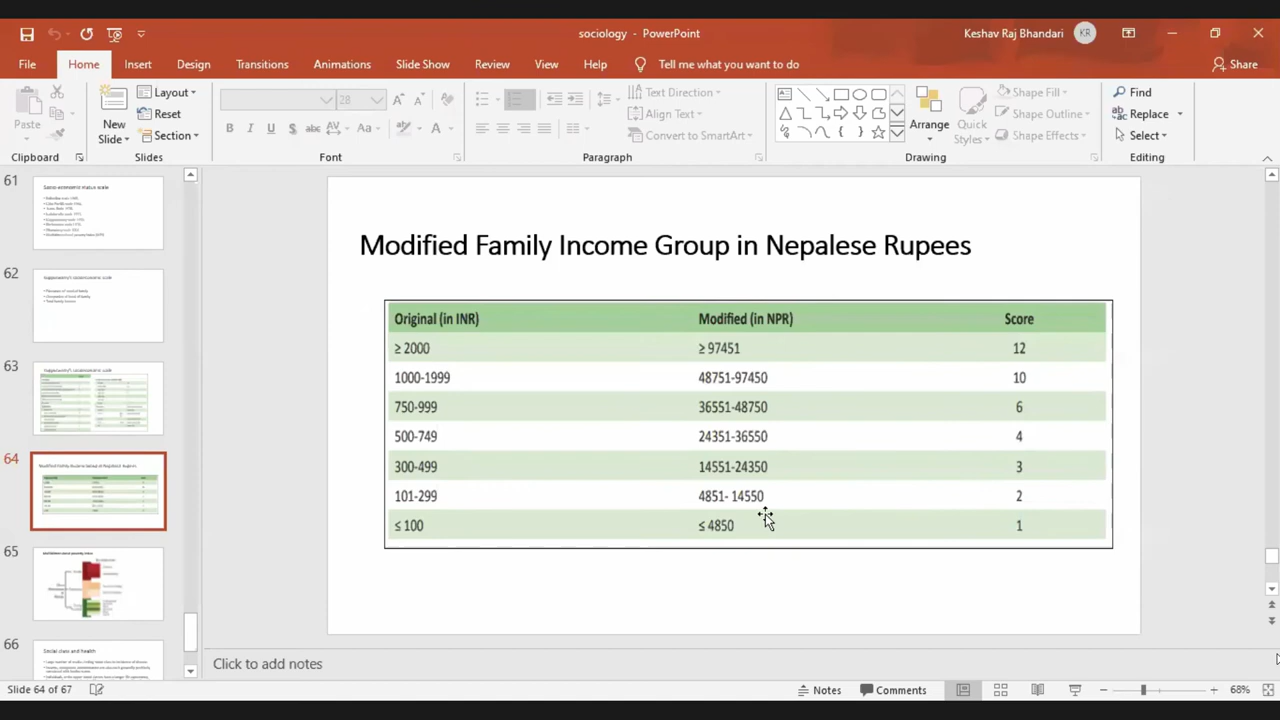 sociology - PowerPoint
Keshav Raj Bhandari
KR
File Home Insert Design Transitions Animations Slide Show Review View Help Tell me what you want to do Share
Paste
Clipboard
New Slides
Layout
Reset
Section
Slides
28
Font
Text Direction
Align Text
Convert to SmartArt
Paragraph
Arrange
Quick Styles
Shape Fill
Shape Outline
Shape Effects
Drawing
Find
Replace
Select
Editing
61
62
63
64
65
66
Social class and health
Modified Family Income Group in Nepalese Rupees
Original (in INR) Modified (in NPR) Score
≥ 2000 ≥ 97451 12
1000-1999 10
750-999 36551-48750 6
500-749 24351-36550 4
300-499 14551-24350 3
101-299 4851- 14550 2
≤ 100 ≤ 4850 1
Click to add notes
Slide 64 of 67
Notes Comments 68%